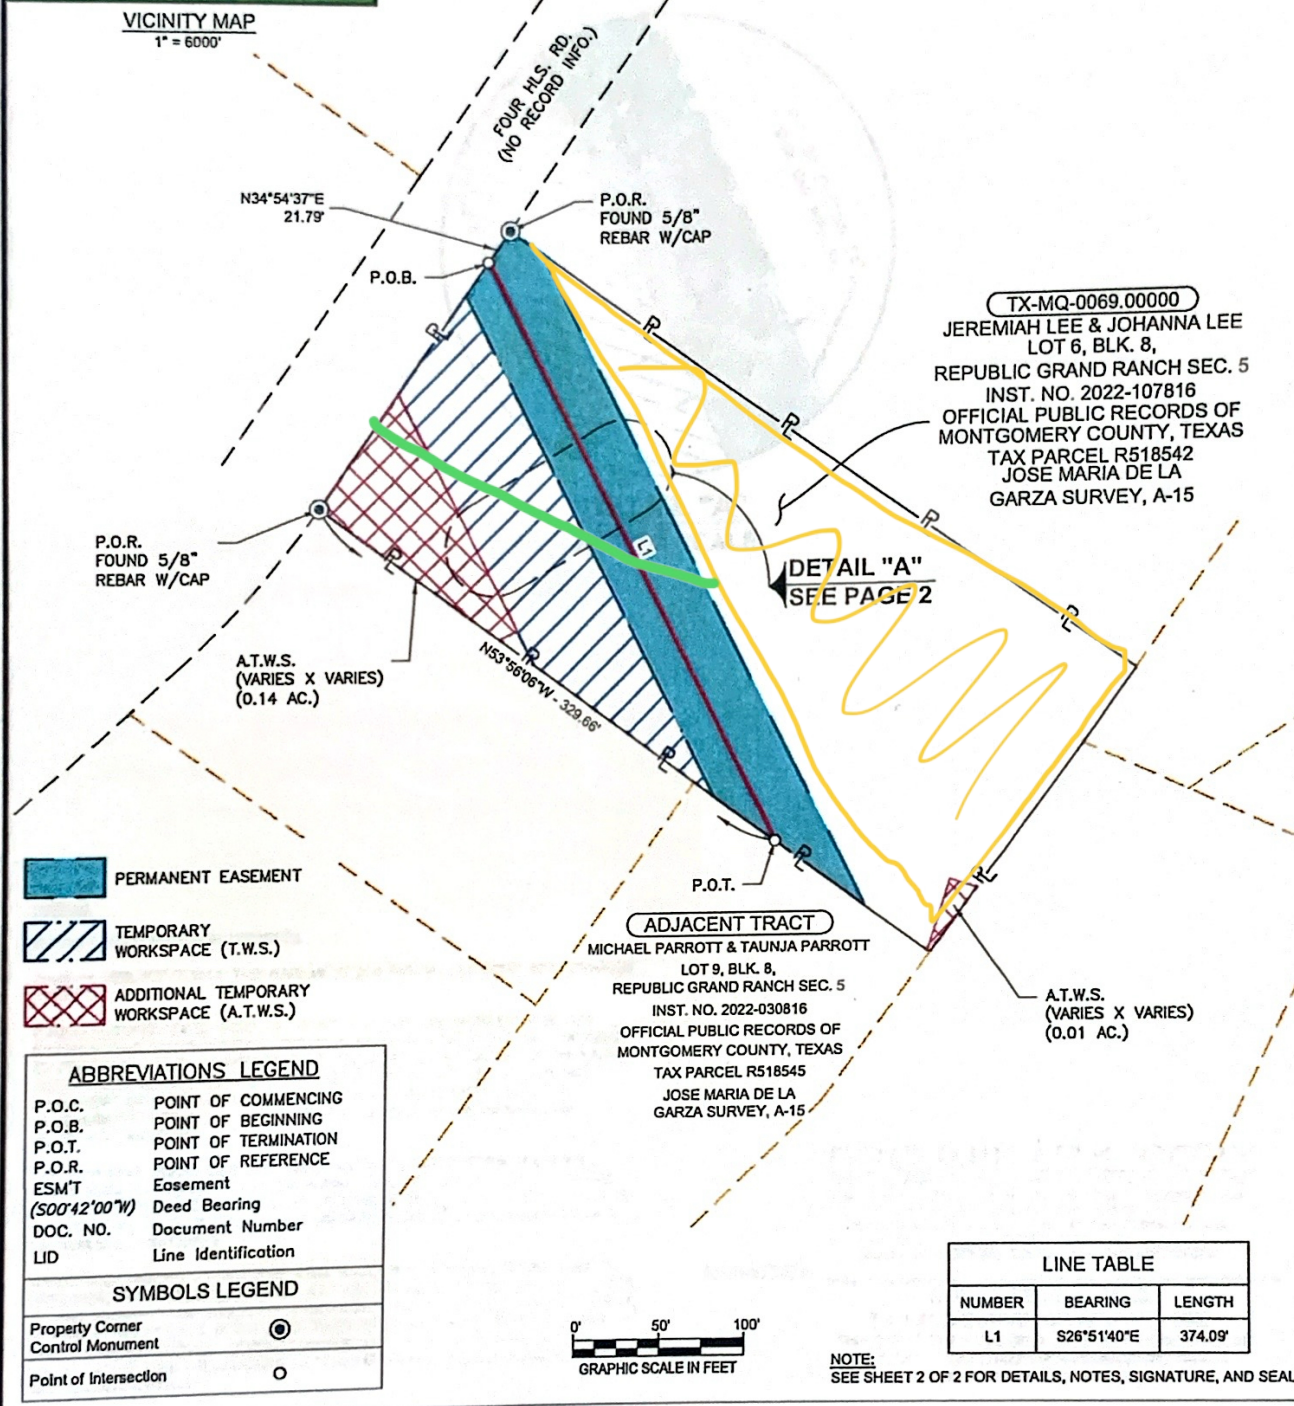 VICINITY MAP
1" = 6000'
FOUR HLS. RD.
(NO RECORD INFO.)
N34°54'37"E
21.79'
P.O.R.
FOUND 5/8"
REBAR W/CAP
P.O.B.
TX-MQ-0069.00000
JEREMIAH LEE & JOHANNA LEE
LOT 6, BLK. 8,
REPUBLIC GRAND RANCH SEC. 5
INST. NO. 2022-107816
OFFICIAL PUBLIC RECORDS OF
MONTGOMERY COUNTY, TEXAS
TAX PARCEL R518542
JOSE MARIA DE LA
GARZA SURVEY, A-15
P.O.R.
FOUND 5/8"
REBAR W/CAP
L1
DETAIL "A"
SEE PAGE 2
A.T.W.S.
(VARIES X VARIES)
(0.14 AC.)
N53°56'06"W - 329.66'
PERMANENT EASEMENT
TEMPORARY
WORKSPACE (T.W.S.)
ADDITIONAL TEMPORARY
WORKSPACE (A.T.W.S.)
P.O.T.
ADJACENT TRACT
MICHAEL PARROTT & TAUNJA PARROTT
LOT 9, BLK. 8,
REPUBLIC GRAND RANCH SEC. 5
INST. NO. 2022-030816
OFFICIAL PUBLIC RECORDS OF
MONTGOMERY COUNTY, TEXAS
TAX PARCEL R518545
JOSE MARIA DE LA
GARZA SURVEY, A-15
A.T.W.S.
(VARIES X VARIES)
(0.01 AC.)
ABBREVIATIONS LEGEND
P.O.C. POINT OF COMMENCING
P.O.B. POINT OF BEGINNING
P.O.T. POINT OF TERMINATION
P.O.R. POINT OF REFERENCE
ESM'T Easement
(S00°42'00"W) Deed Bearing
DOC. NO. Document Number
LID Line Identification
SYMBOLS LEGEND
Property Corner
Control Monument
Point of Intersection
0' 50' 100'
GRAPHIC SCALE IN FEET
LINE TABLE
NUMBER BEARING LENGTH
L1 S26°51'40"E 374.09'
NOTE:
SEE SHEET 2 OF 2 FOR DETAILS, NOTES, SIGNATURE, AND SEAL